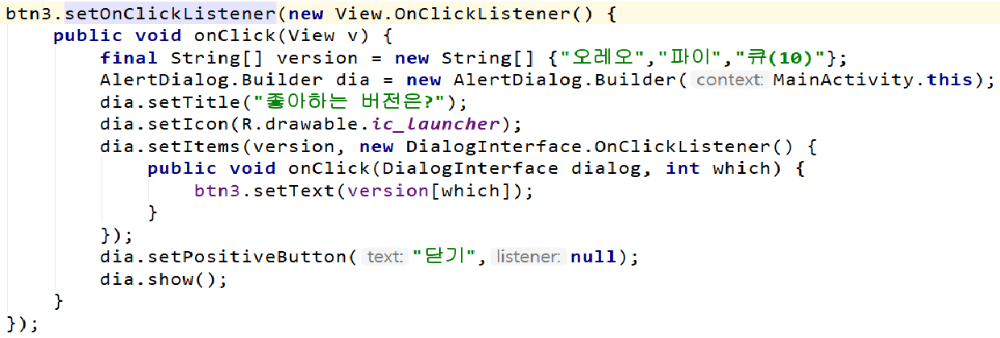 btn3.setOnClickListener(new View.OnClickListener() {
public void onClick(View v) {
final String[] version = new String[] {"오레오","파이","큐(10)"};
AlertDialog.Builder dia = new AlertDialog.Builder( context: MainActivity.this);
dia.setTitle("좋아하는 버전은?");
dia.setIcon(R.drawable.ic_launcher);
dia.setItems(version, new DialogInterface.OnClickListener() {
public void onClick(DialogInterface dialog, int which) {
btn3.setText(version[which]);
}
});
dia.setPositiveButton( text: "닫기", listener: null);
dia.show();
}
});